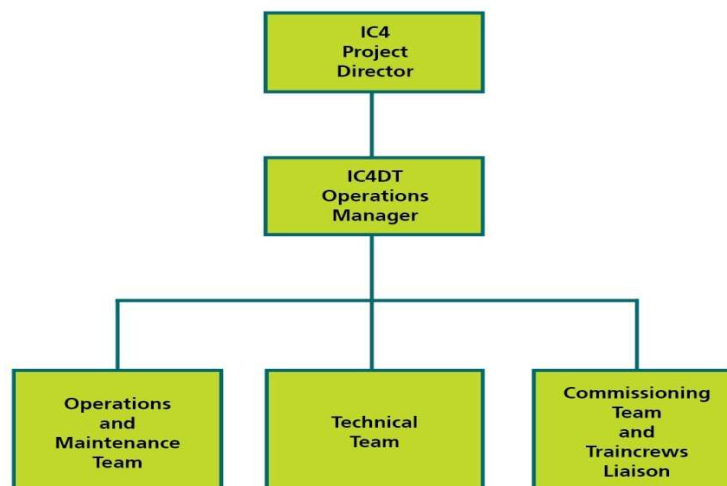 IC4
Project
Director
IC4DT
Operations
Manager
Operations
and
Maintenance
Team
Technical
Team
Commissioning
Team
and
Traincrews
Liaison